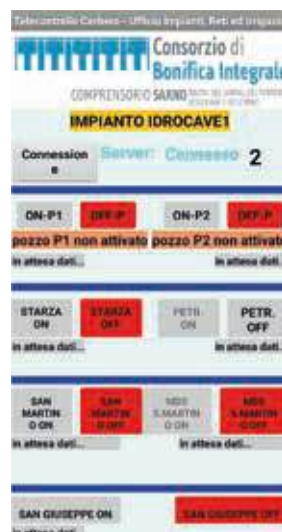 Telecontrollo Cerbero - Ufficio Impianti, Reti ed Irrigazi
Consorzio di
Bonifica Integrale
COMPRENSORIO SARNO
IMPIANTO IDROCAVE1
Connession
e
Server: Connesso 2
ON-P1 OFF-P ON-P2 OFF-P
pozzo P1 non attivato pozzo P2 non attivato
in attesa dati... in attesa dati.
STARZA
ON
STARZA
OFF
PETR.
ON
PETR.
OFF
in attesa dati... in attesa dati.
SAN
MARTIN
O ON
SAN
MARTIN
O OFF
MDS
S.MARTIN
O ON
MDS
S.MARTIN
O OFF
in attesa dati... in attesa dati...
SAN GIUSEPPE ON SAN GIUSEPPE OFF
in attesa dati...